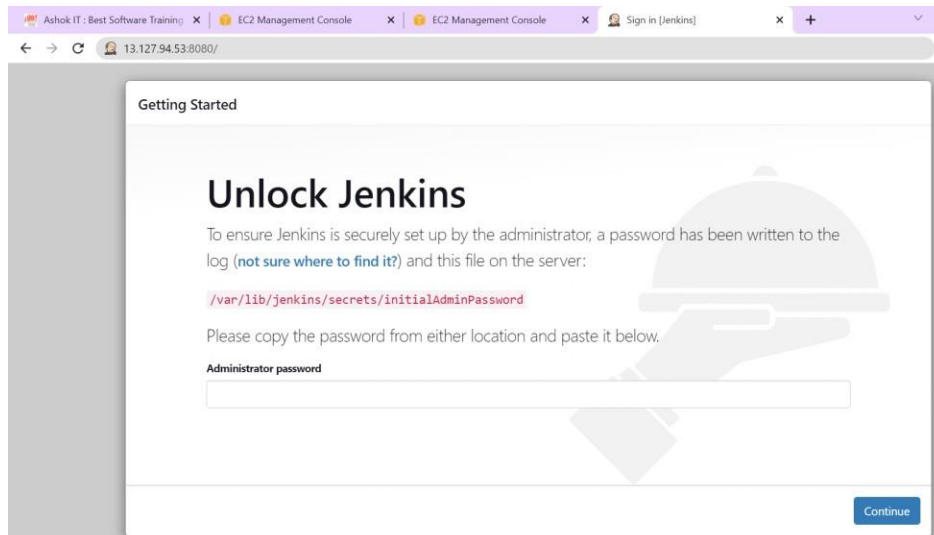 Ashok IT : Best Software Training
EC2 Management Console
EC2 Management Console
Sign in [Jenkins]
13.127.94.53:8080/
Getting Started
Unlock Jenkins
To ensure Jenkins is securely set up by the administrator, a password has been written to the
log (not sure where to find it?) and this file on the server:
/var/lib/jenkins/secrets/initialAdminPassword
Please copy the password from either location and paste it below.
Administrator password
Continue